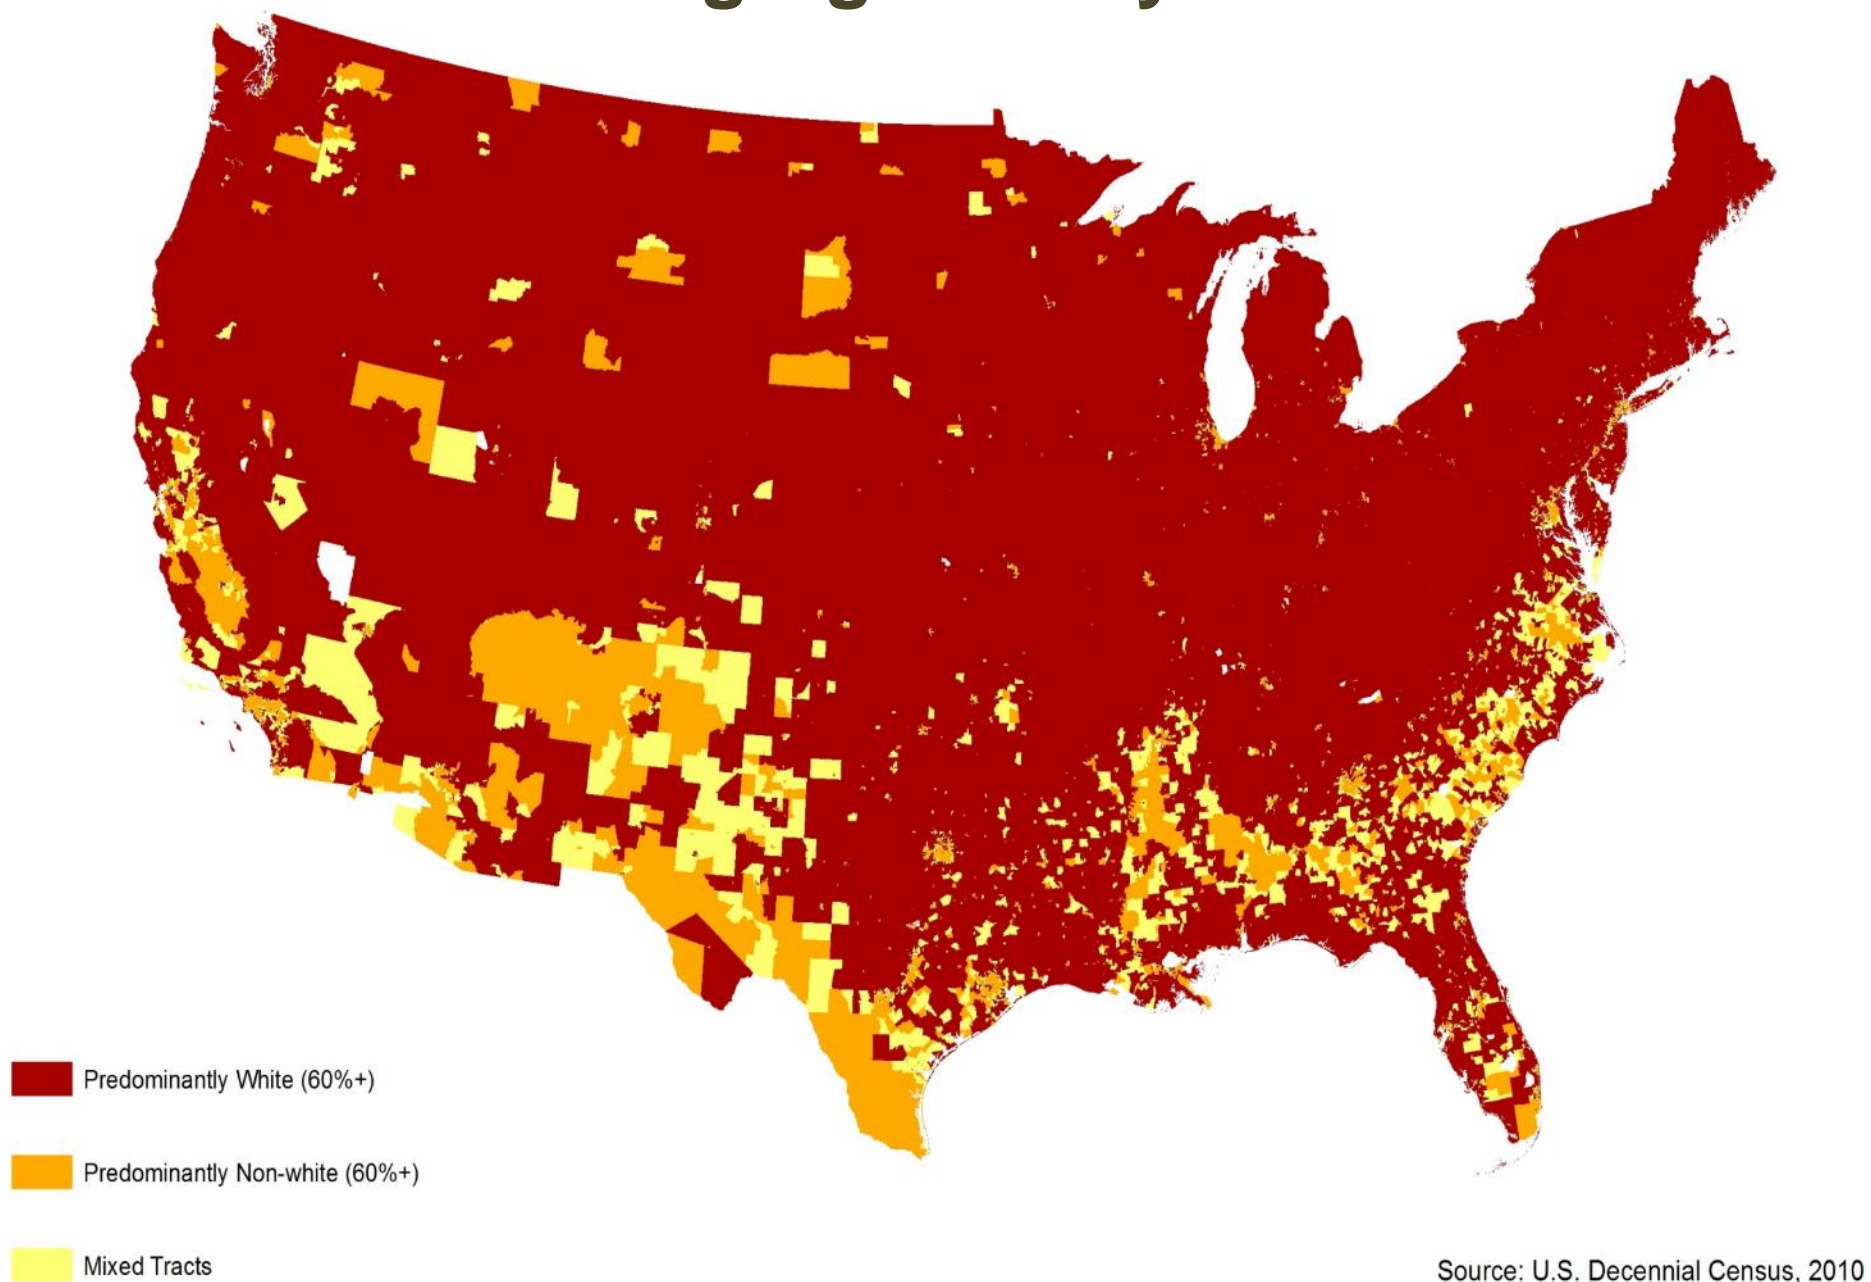 Predominantly White (60%+)
Predominantly Non-white (60%+)
Mixed Tracts
Source: U.S. Decennial Census, 2010